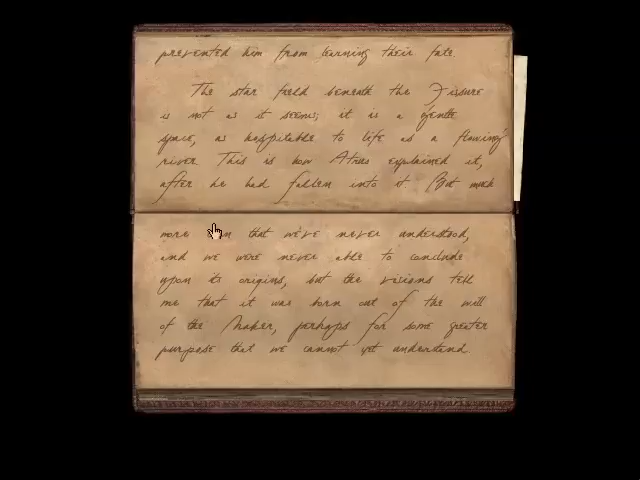 prevented him from learning their fate.
The star field beneath the Fissure
is not as it seems; it is a gentle
space, as hospitable to life as a flowing
river. This is how Atrus explained it,
after he had fallen into it. But much
more than that we've never understood,
and we were never able to conclude
upon its origins, but the visions tell
me that it was born out of the will
of the Maker, perhaps for some greater
purpose that we cannot yet understand.